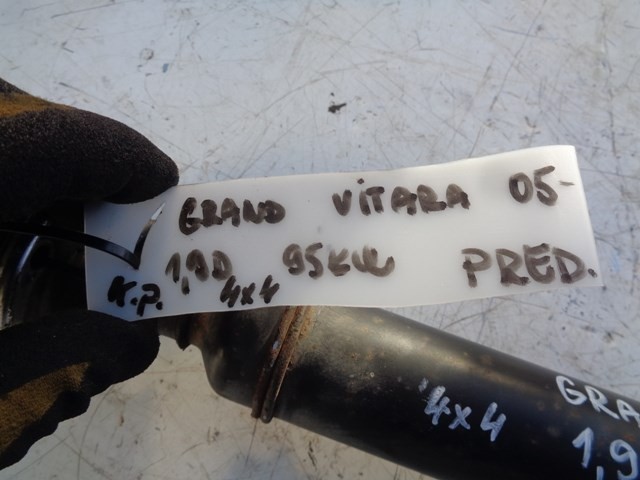 GRAND VITARA 05-
1,9D 95KW PRED.
K.P. 4x4
4x4 GRA
1,9